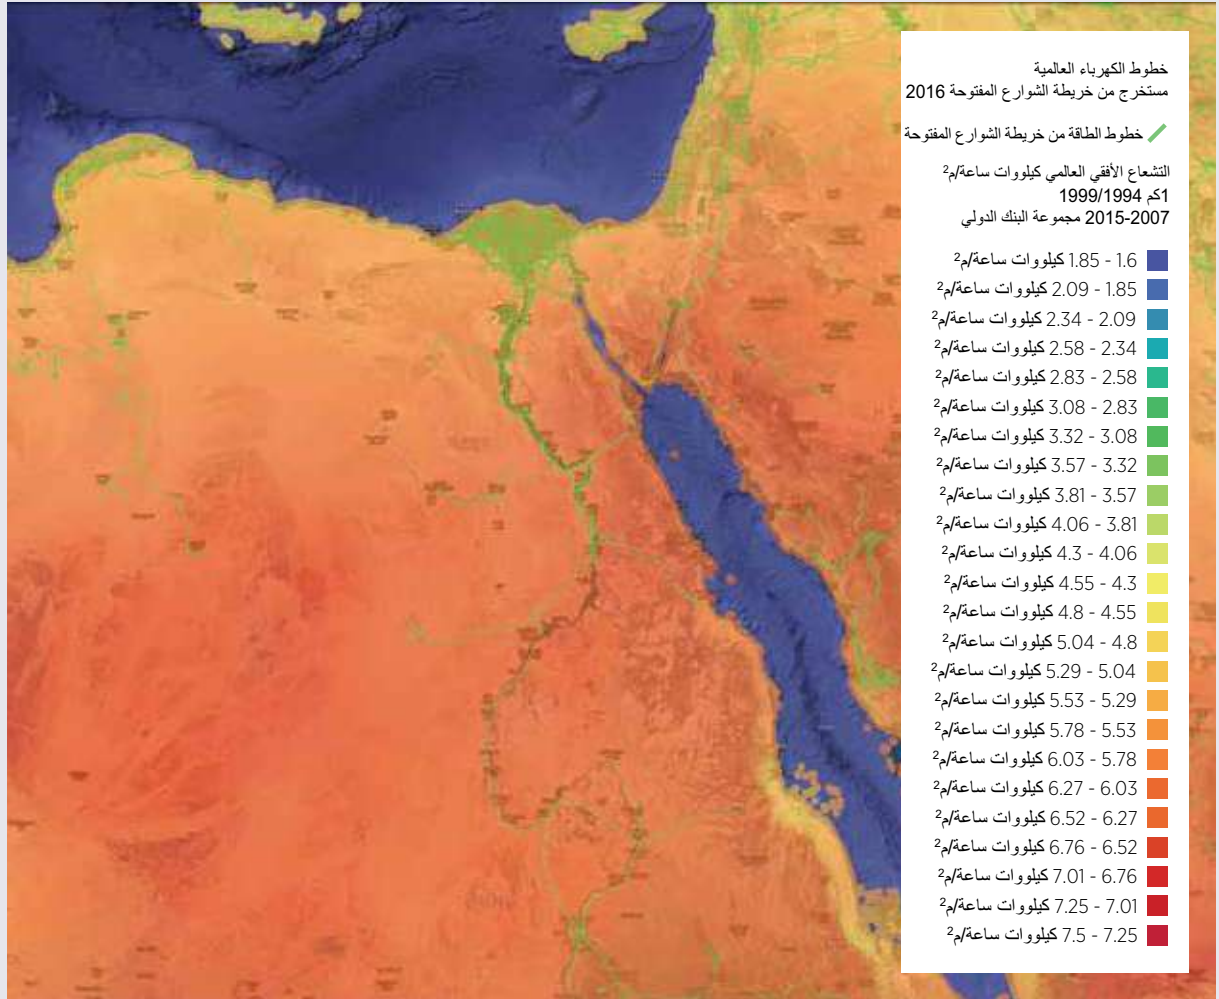 خطوط الكهرباء العالمية
مستخرج من خريطة الشوارع المفتوحة 2016
خطوط الطاقة من خريطة الشوارع المفتوحة
التشعاع الأفقي العالمي كيلووات ساعة/م²
1كم 1999/1994
2015-2007 مجموعة البنك الدولي
1.6 - 1.85 كيلووات ساعة/م²
1.85 - 2.09 كيلووات ساعة/م²
2.09 - 2.34 كيلووات ساعة/م²
2.34 - 2.58 كيلووات ساعة/م²
2.58 - 2.83 كيلووات ساعة/م²
2.83 - 3.08 كيلووات ساعة/م²
3.08 - 3.32 كيلووات ساعة/م²
3.32 - 3.57 كيلووات ساعة/م²
3.57 - 3.81 كيلووات ساعة/م²
3.81 - 4.06 كيلووات ساعة/م²
4.06 - 4.3 كيلووات ساعة/م²
4.3 - 4.55 كيلووات ساعة/م²
4.55 - 4.8 كيلووات ساعة/م²
4.8 - 5.04 كيلووات ساعة/م²
5.04 - 5.29 كيلووات ساعة/م²
5.29 - 5.53 كيلووات ساعة/م²
5.53 - 5.78 كيلووات ساعة/م²
5.78 - 6.03 كيلووات ساعة/م²
6.03 - 6.27 كيلووات ساعة/م²
6.27 - 6.52 كيلووات ساعة/م²
6.52 - 6.76 كيلووات ساعة/م²
6.76 - 7.01 كيلووات ساعة/م²
7.01 - 7.25 كيلووات ساعة/م²
7.25 - 7.5 كيلووات ساعة/م²